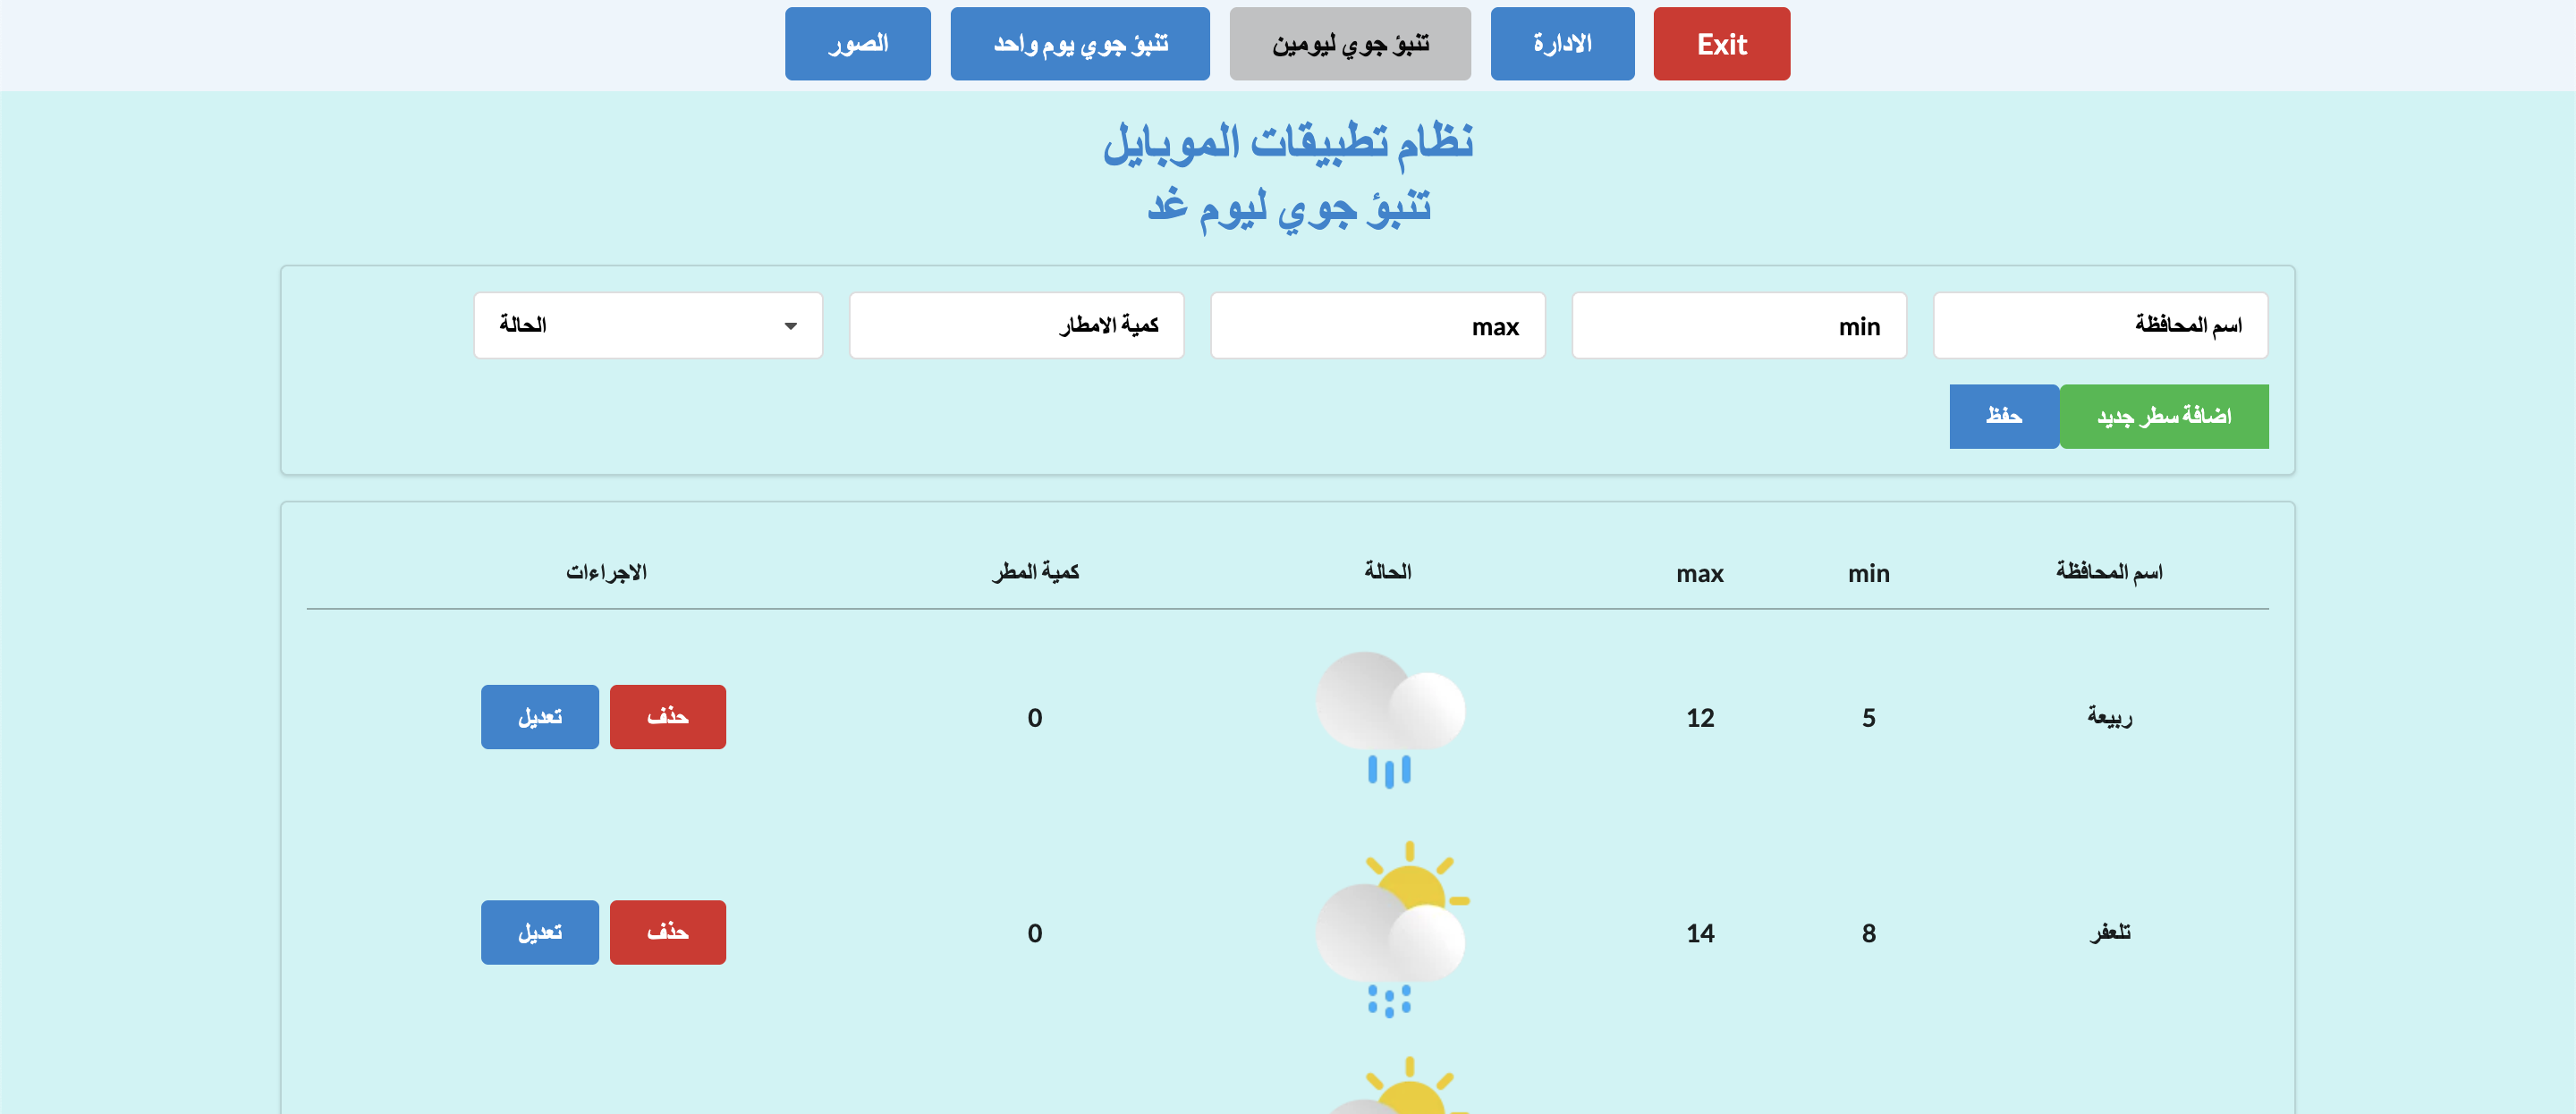 Exit الادارة تنبؤ جوي ليومين تنبؤ جوي يوم واحد الصور
نظام تطبيقات الموبايل
تنبؤ جوي ليوم غد
اسم المحافظة min max كمية الامطار الحالة
اضافة سطر جديد حفظ
اسم المحافظة min max الحالة كمية المطر الاجراءات
ربيعة 5 12 0 حذف تعديل
تلعفر 8 14 0 حذف تعديل